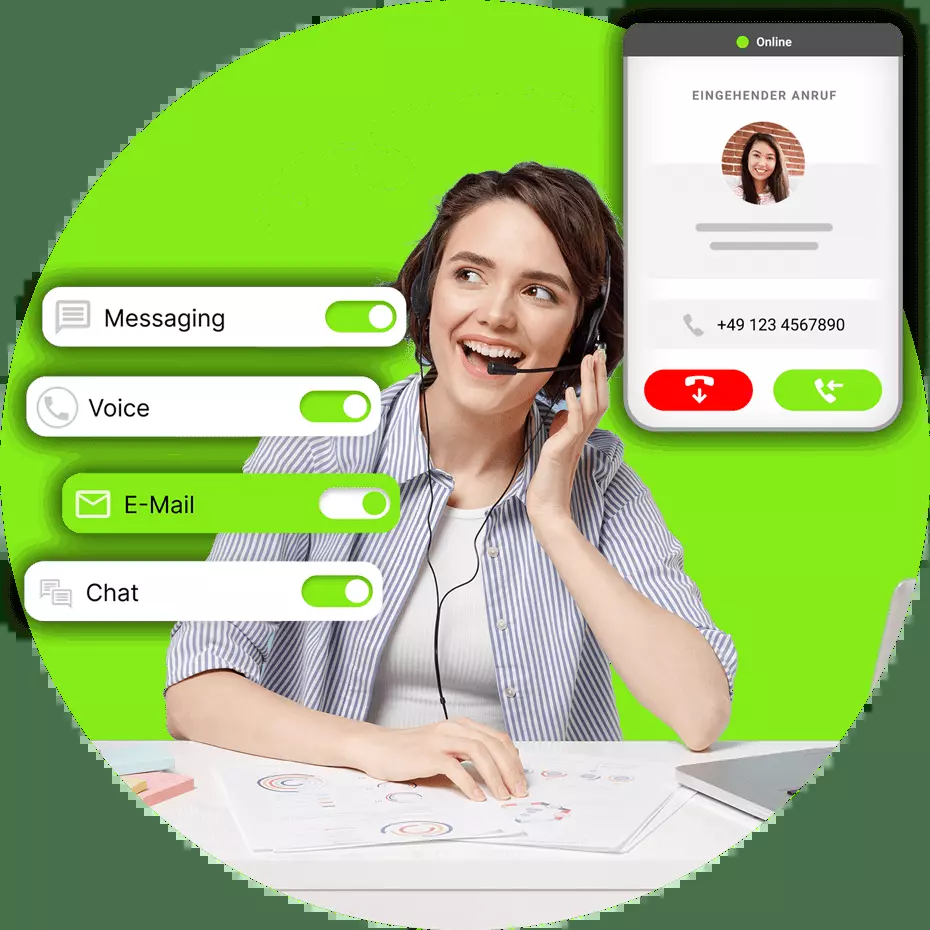 Online
EINGEHENDER ANRUF
+49 123 4567890
Messaging
Voice
E-Mail
Chat